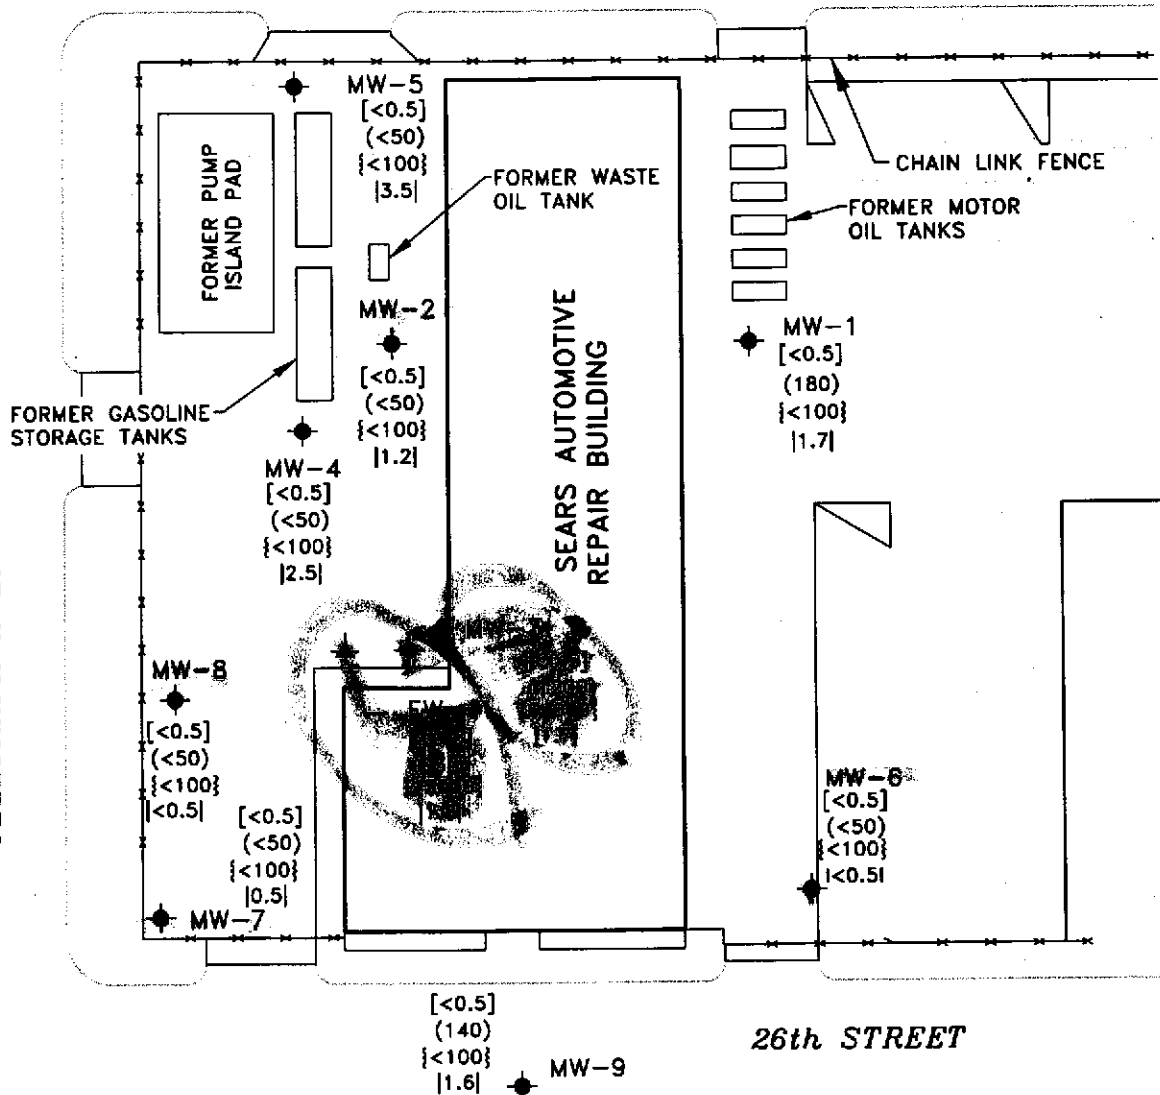 MW-5
[<0.5]
(<50)
{<100}
|3.5|
FORMER PUMP
ISLAND PAD
FORMER WASTE
OIL TANK
CHAIN LINK FENCE
FORMER MOTOR
OIL TANKS
MW-2
[<0.5]
(<50)
{<100}
|1.2|
MW-1
[<0.5]
(180)
{<100}
|1.7|
SEARS AUTOMOTIVE
REPAIR BUILDING
FORMER GASOLINE
STORAGE TANKS
MW-4
[<0.5]
(<50)
{<100}
|2.5|
MW-8
[<0.5]
(<50)
{<100}
|<0.5|
[<0.5]
(<50)
{<100}
|0.5|
MW-7
MW-6
[<0.5]
(<50)
{<100}
|<0.5|
[<0.5]
(140)
{<100}
|1.6|
MW-9
26th STREET